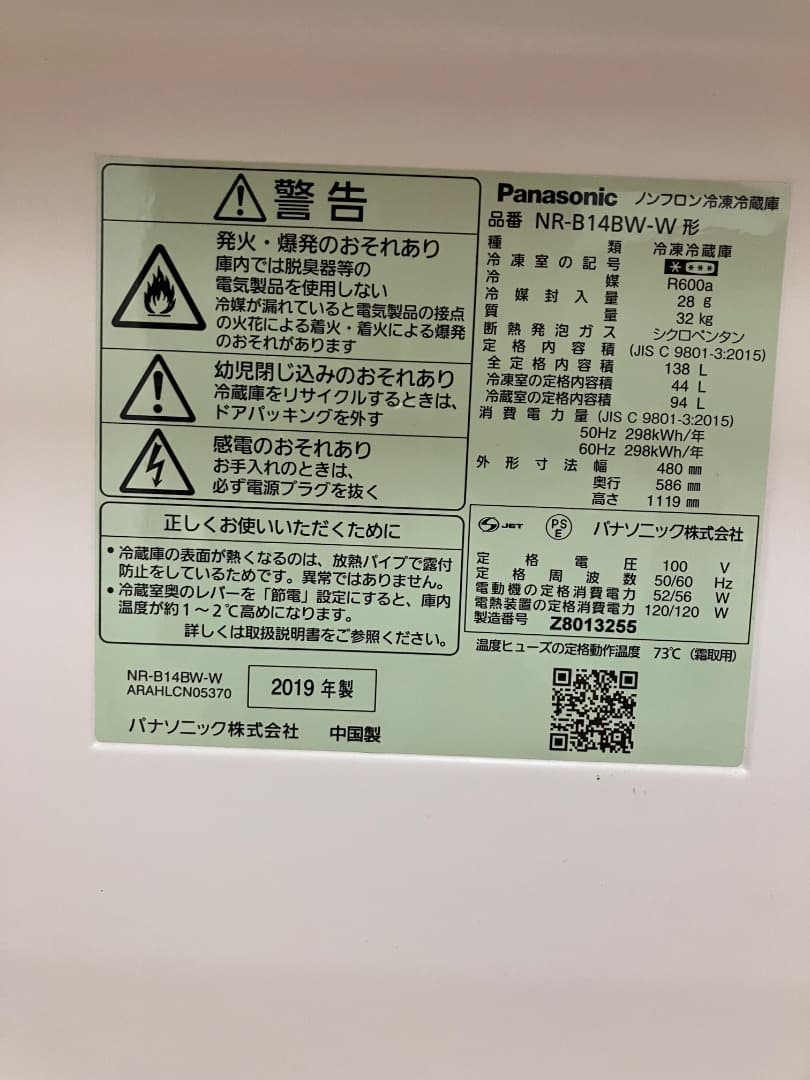 警告
発火・爆発のおそれあり
庫内では脱臭器等の
電気製品を使用しない
冷媒が漏れていると電気製品の接点
の火花による着火・着火による爆発
のおそれがあります
幼児閉じ込みのおそれあり
冷蔵庫をリサイクルするときは、
ドアパッキングを外す
感電のおそれあり
お手入れのときは、
必ず電源プラグを抜く
正しくお使いいただくために
・冷蔵庫の表面が熱くなるのは、放熱パイプで露付
防止をしているためです。異常ではありません。
・冷蔵室奥のレバーを「節電」設定にすると、庫内
温度が約1～2℃高めになります。
詳しくは取扱説明書をご参照ください。
NR-B14BW-W
ARAHLCN05370
2019 年製
パナソニック株式会社 中国製
Panasonic ノンフロン冷凍冷蔵庫
品番 NR-B14BW-W 形
種類 冷凍冷蔵庫
冷凍室の記号
冷媒 R600a
冷媒封入量 28 g
質量 32 kg
断熱発泡ガス シクロペンタン
定格内容積 (JIS C 9801-3:2015)
全定格内容積 138 L
冷凍室の定格内容積 44 L
冷蔵室の定格内容積 94 L
消費電力量 (JIS C 9801-3:2015)
50Hz 298kWh/年
60Hz 298kWh/年
外形寸法 幅 480 mm
奥行 586 mm
高さ 1119 mm
JET PS E パナソニック株式会社
定格電圧 100 V
定格周波数 50/60 Hz
電動機の定格消費電力 52/56 W
電熱装置の定格消費電力 120/120 W
製造番号 Z8013255
温度ヒューズの定格動作温度 73℃ (霜取用)